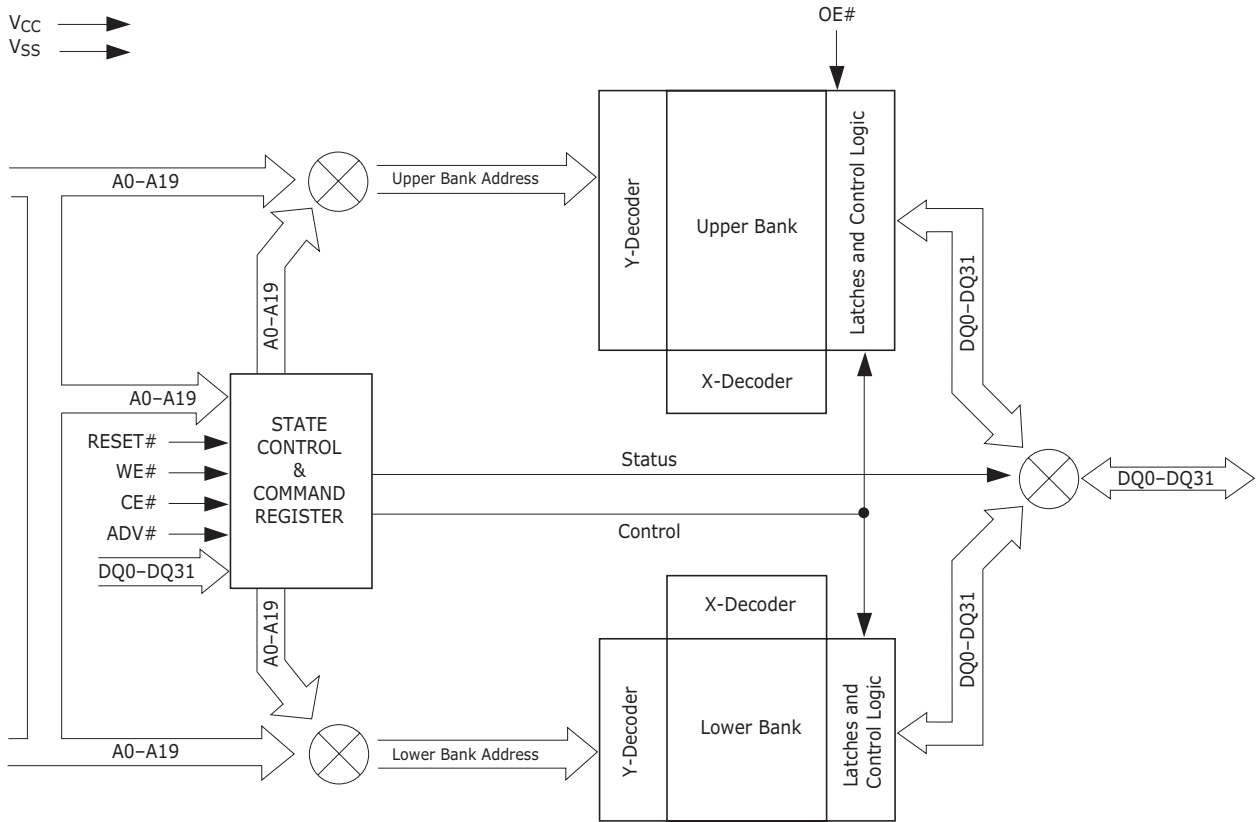 VCC
VSS
OE#
A0–A19
Upper Bank Address
Y-Decoder
Upper Bank
Latches and Control Logic
X-Decoder
DQ0–DQ31
A0–A19
A0–A19
RESET#
WE#
CE#
ADV#
DQ0–DQ31
STATE
CONTROL
&
COMMAND
REGISTER
Status
Control
DQ0–DQ31
A0–A19
X-Decoder
Y-Decoder
Lower Bank
Latches and
Control Logic
DQ0–DQ31
A0–A19
Lower Bank Address